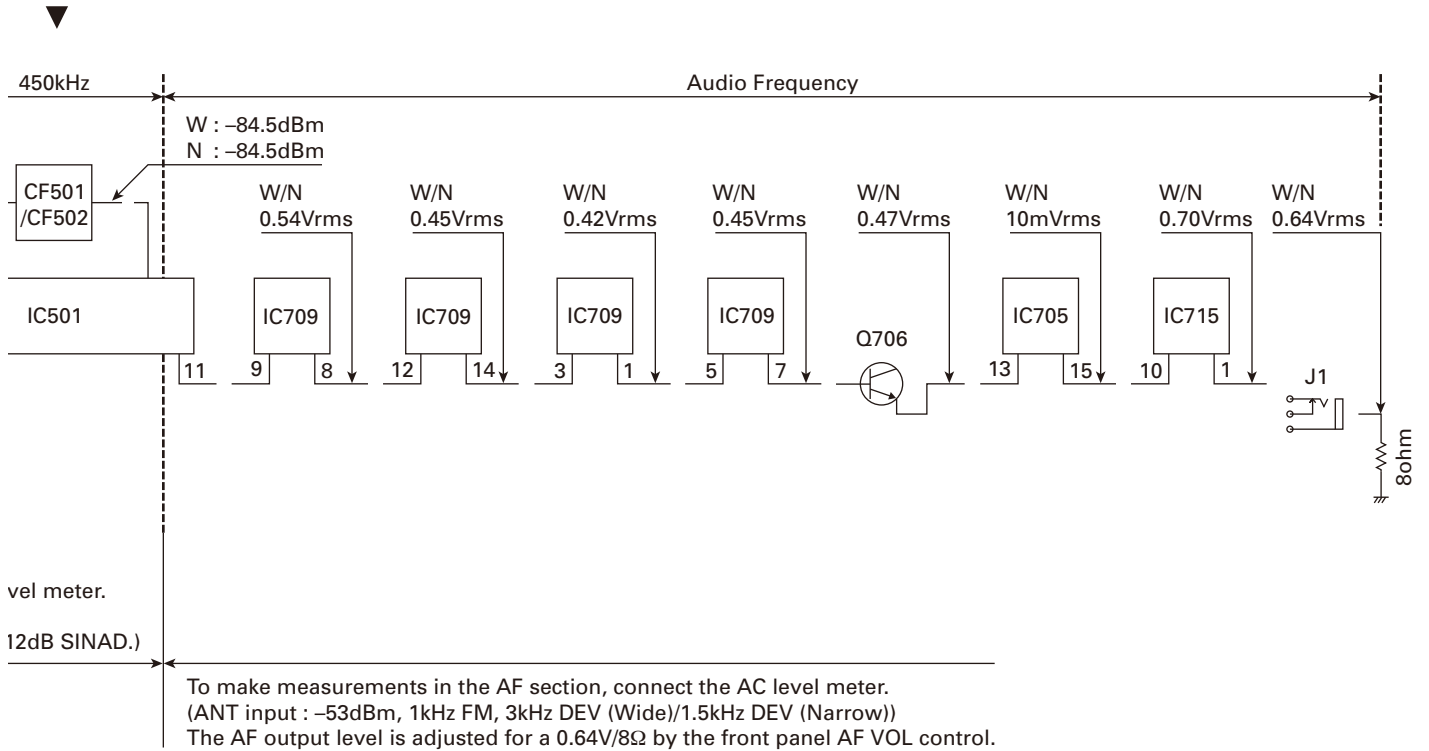 450kHz
Audio Frequency
W : –84.5dBm
N : –84.5dBm
CF501
/CF502
W/N
0.54Vrms
W/N
0.45Vrms
W/N
0.42Vrms
W/N
0.45Vrms
W/N
0.47Vrms
W/N
10mVrms
W/N
0.70Vrms
W/N
0.64Vrms
IC501
IC709
IC709
IC709
IC709
Q706
IC705
IC715
11
9
8
12
14
3
1
5
7
13
15
10
1
J1
8ohm
vel meter.
12dB SINAD.)
To make measurements in the AF section, connect the AC level meter.
(ANT input : –53dBm, 1kHz FM, 3kHz DEV (Wide)/1.5kHz DEV (Narrow))
The AF output level is adjusted for a 0.64V/8Ω by the front panel AF VOL control.